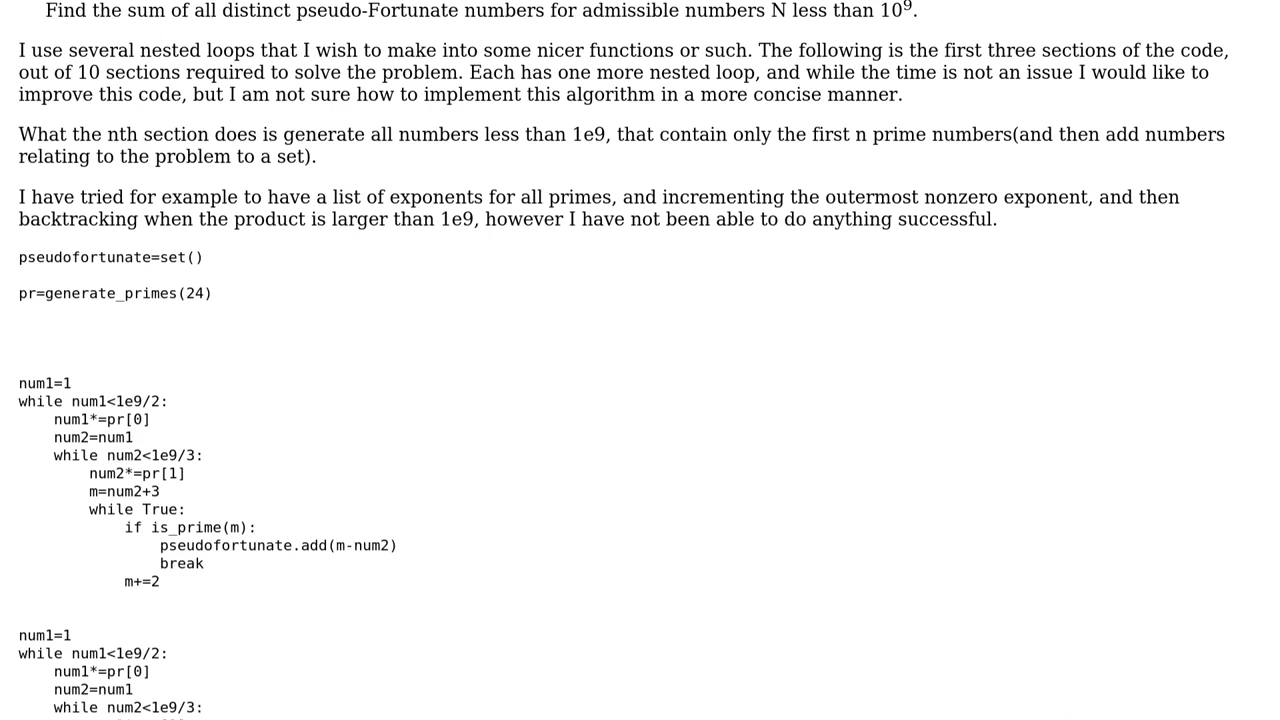 Find the sum of all distinct pseudo-Fortunate numbers for admissible numbers N less than 10⁹.
I use several nested loops that I wish to make into some nicer functions or such. The following is the first three sections of the code,
out of 10 sections required to solve the problem. Each has one more nested loop, and while the time is not an issue I would like to
improve this code, but I am not sure how to implement this algorithm in a more concise manner.
What the nth section does is generate all numbers less than 1e9, that contain only the first n prime numbers(and then add numbers
relating to the problem to a set).
I have tried for example to have a list of exponents for all primes, and incrementing the outermost nonzero exponent, and then
backtracking when the product is larger than 1e9, however I have not been able to do anything successful.
pseudofortunate=set()
pr=generate_primes(24)
num1=1
while num1<1e9/2:
    num1*=pr[0]
    num2=num1
    while num2<1e9/3:
        num2*=pr[1]
        m=num2+3
        while True:
            if is_prime(m):
                pseudofortunate.add(m-num2)
                break
            m+=2
num1=1
while num1<1e9/2:
    num1*=pr[0]
    num2=num1
    while num2<1e9/3: